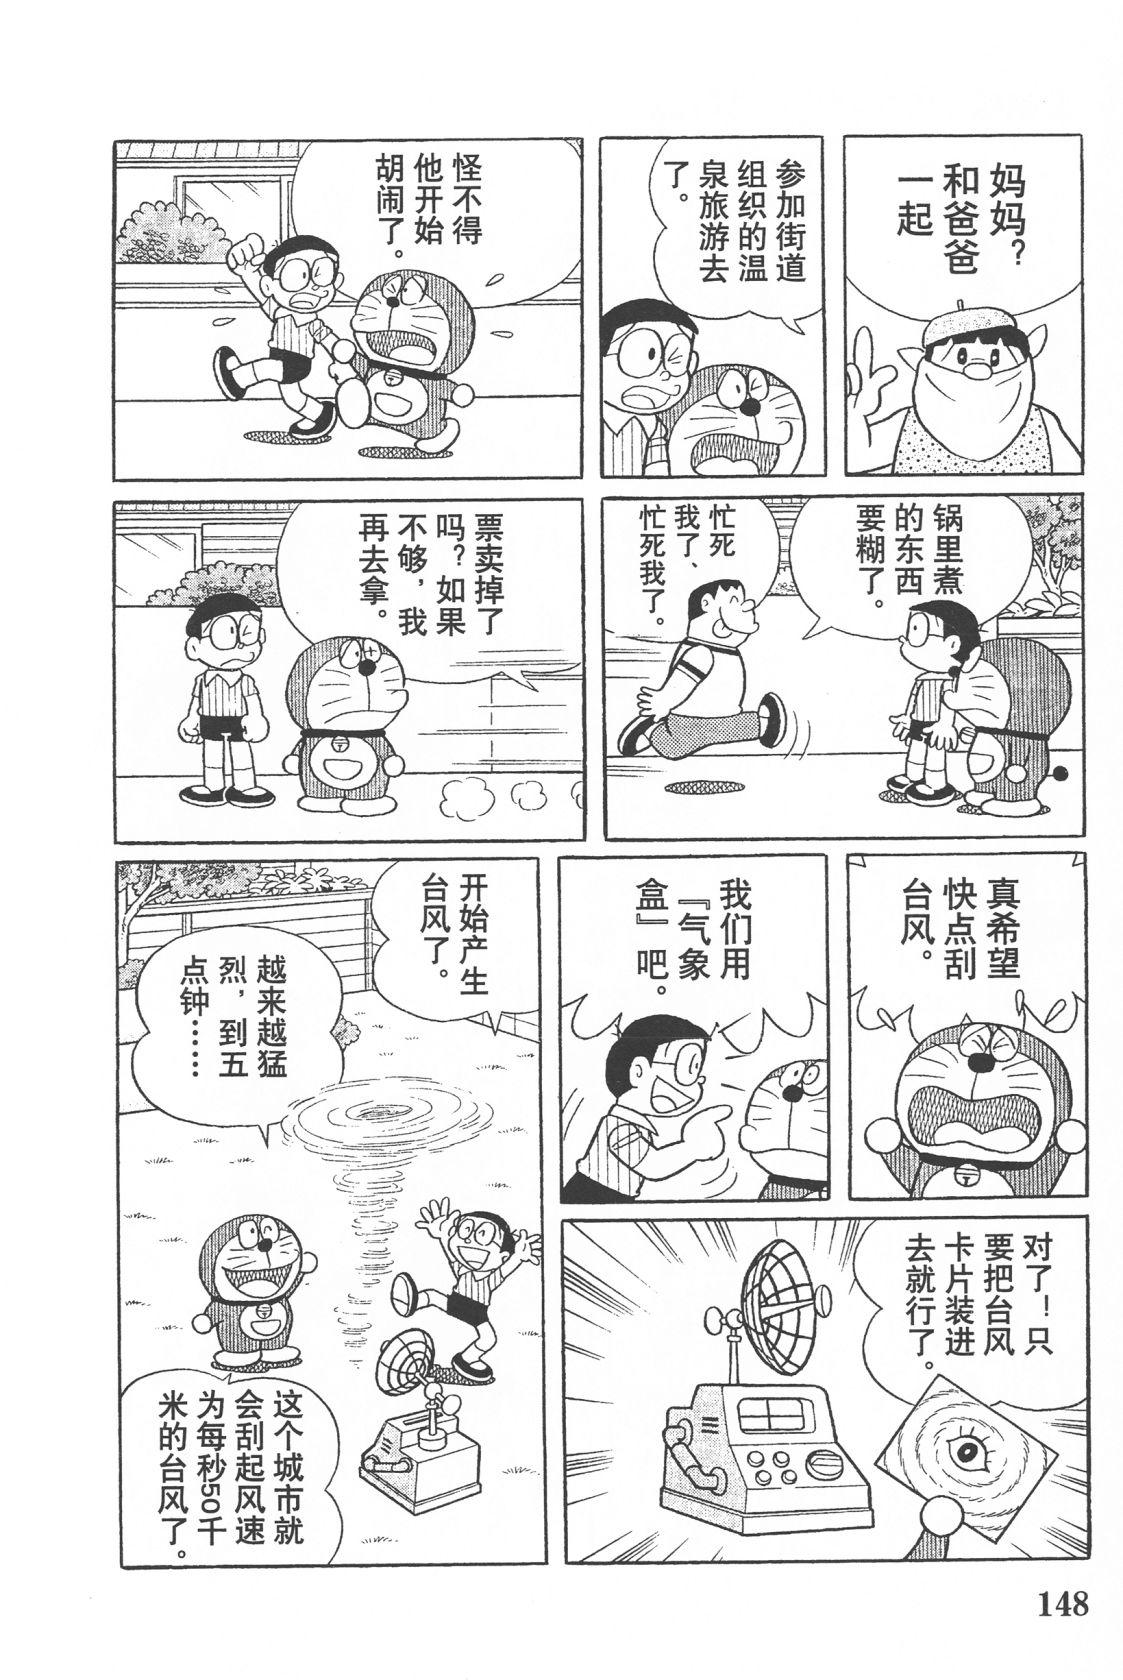 妈妈?
和爸爸
一起
参加街道
组织的温
泉旅游去
了。
怪不得
他开始
胡闹了。
锅里煮
的东西
要糊了。
忙死
我了、
忙死我了。
票卖掉了
吗?如果
不够,我
再去拿。
真希望
快点刮
台风。
我们用
『气象
盒』吧。
对了!只
要把台风
卡片装进
去就行了。
开始产生
台风了。
越来越猛
烈,到五
点钟……
这个城市就
会刮起风速
为每秒50千
米的台风了。
148